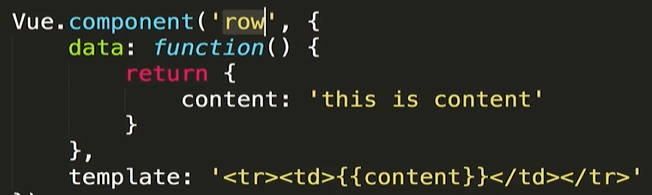 Vue.component('row', {
    data: function() {
        return {
            content: 'this is content'
        }
    },
    template: '<tr><td>{{content}}</td></tr>'
})